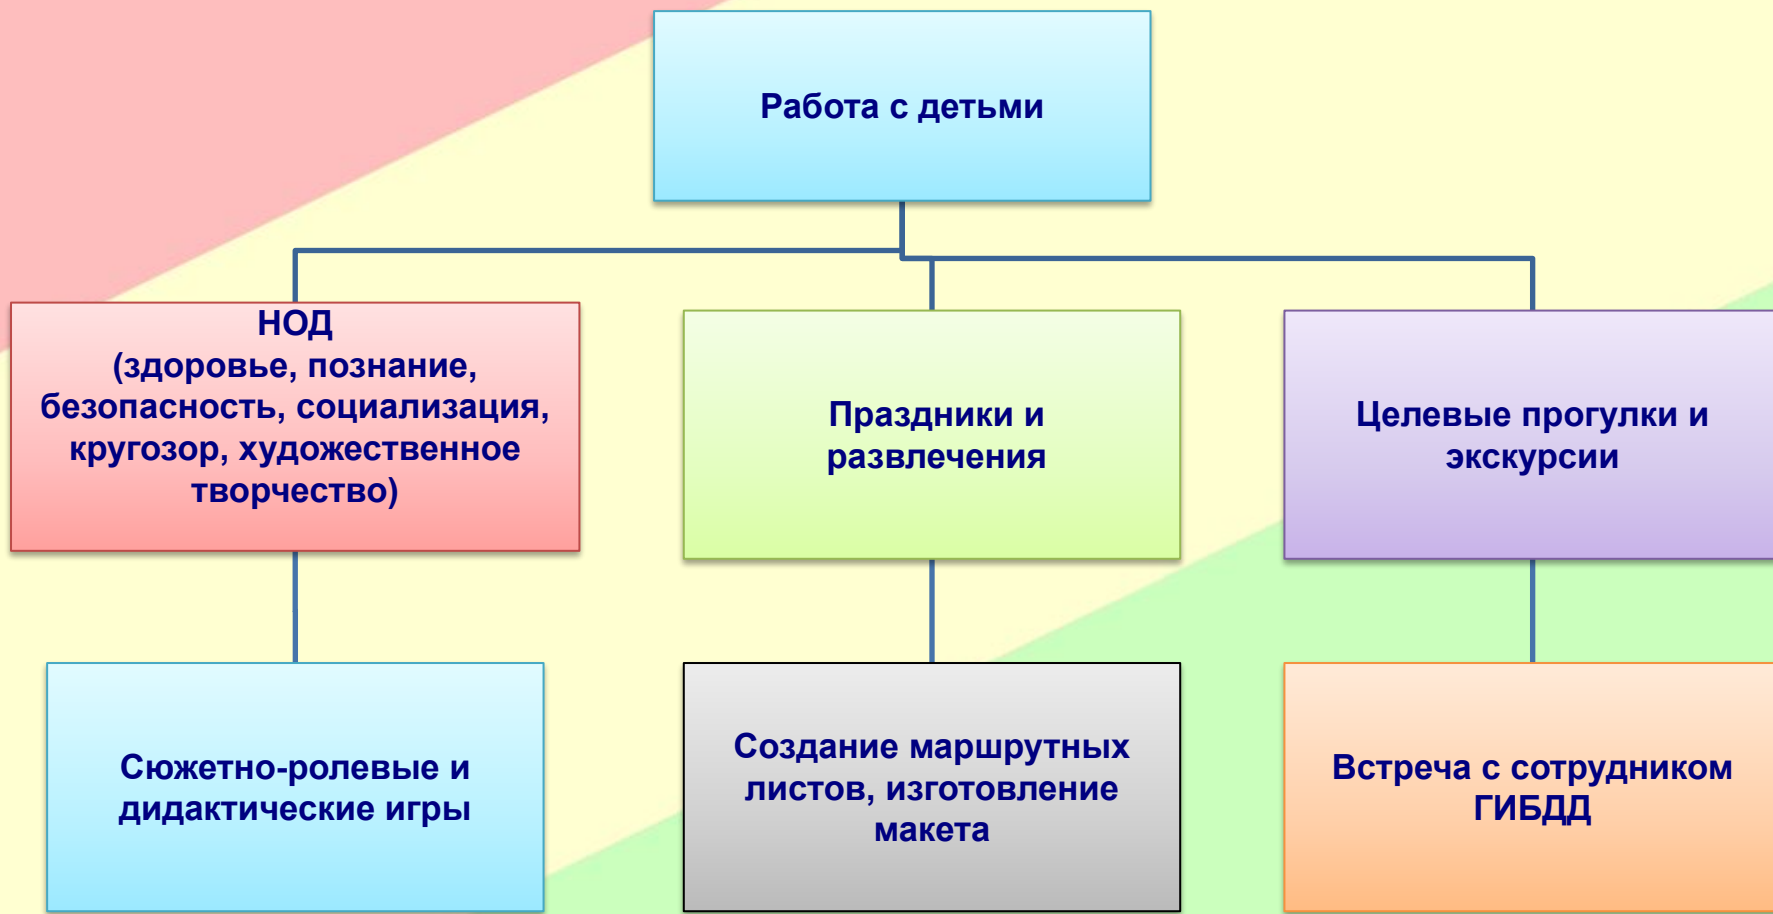 Работа с детьми
НОД
(здоровье, познание,
безопасность, социализация,
кругозор, художественное
творчество)
Праздники и
развлечения
Целевые прогулки и
экскурсии
Сюжетно-ролевые и
дидактические игры
Создание маршрутных
листов, изготовление
макета
Встреча с сотрудником
ГИБДД